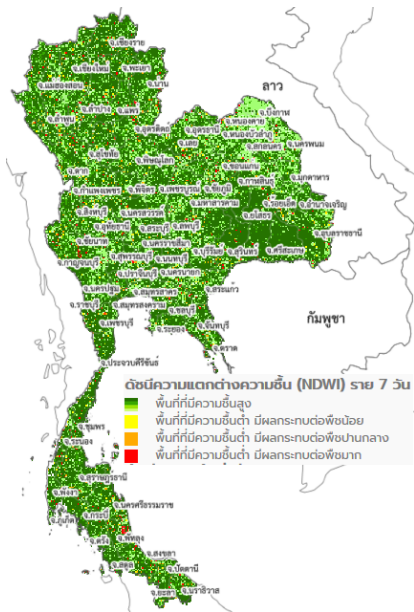 จ.เชียงราย
จ.เชียงใหม่
จ.พะเยา
จ.แม่ฮ่องสอน
จ.น่าน
ลาว
จ.ลำปาง
จ.แพร่
จ.บึงกาฬ
จ.หนองคาย
จ.ลำพูน
จ.อุตรดิตถ์
จ.อุดรธานี
จ.หนองบัวลำภู
จ.เลย
จ.สกลนคร
จ.นครพนม
จ.สุโขทัย
จ.พิษณุโลก
จ.ขอนแก่น
จ.ตาก
จ.กาฬสินธุ์
จ.มุกดาหาร
จ.กำแพงเพชร
จ.พิจิตร
จ.เพชรบูรณ์
จ.ชัยภูมิ
จ.มหาสารคาม
จ.ร้อยเอ็ด
จ.อำนาจเจริญ
จ.สิงห์บุรี
จ.นครสวรรค์
จ.ยโสธร
จ.อุทัยธานี
จ.สระบุรี
จ.ลพบุรี
จ.อุบลราชธานี
จ.ชัยนาท
จ.นครราชสีมา
จ.บุรีรัมย์
จ.สุรินทร์
จ.ศรีสะเกษ
จ.กาญจนบุรี
จ.สุพรรณบุรี
จ.นนทบุรี
จ.ปราจีนบุรี
จ.นครนายก
จ.นครปฐม
จ.สมุทรสาคร
จ.สระแก้ว
จ.ราชบุรี
จ.สมุทรสงคราม
จ.ชลบุรี
จ.เพชรบุรี
จ.ระยอง
จ.จันทบุรี
กัมพูชา
จ.ตราด
จ.ประจวบคีรีขันธ์
ดัชนีความแตกต่างความชื้น (NDWI) ราย 7 วัน
พื้นที่ที่มีความชื้นสูง
พื้นที่ที่มีความชื้นต่ำ มีผลกระทบต่อพืชน้อย
พื้นที่ที่มีความชื้นต่ำ มีผลกระทบต่อพืชปานกลาง
พื้นที่ที่มีความชื้นต่ำ มีผลกระทบต่อพืชมาก
จ.ชุมพร
จ.ระนอง
จ.สุราษฎร์ธานี
จ.พังงา
จ.นครศรีธรรมราช
จ.กระบี่
จ.ภูเก็ต
จ.ตรัง
จ.พัทลุง
จ.สงขลา
จ.สตูล
จ.ปัตตานี
จ.ยะลา
จ.นราธิวาส